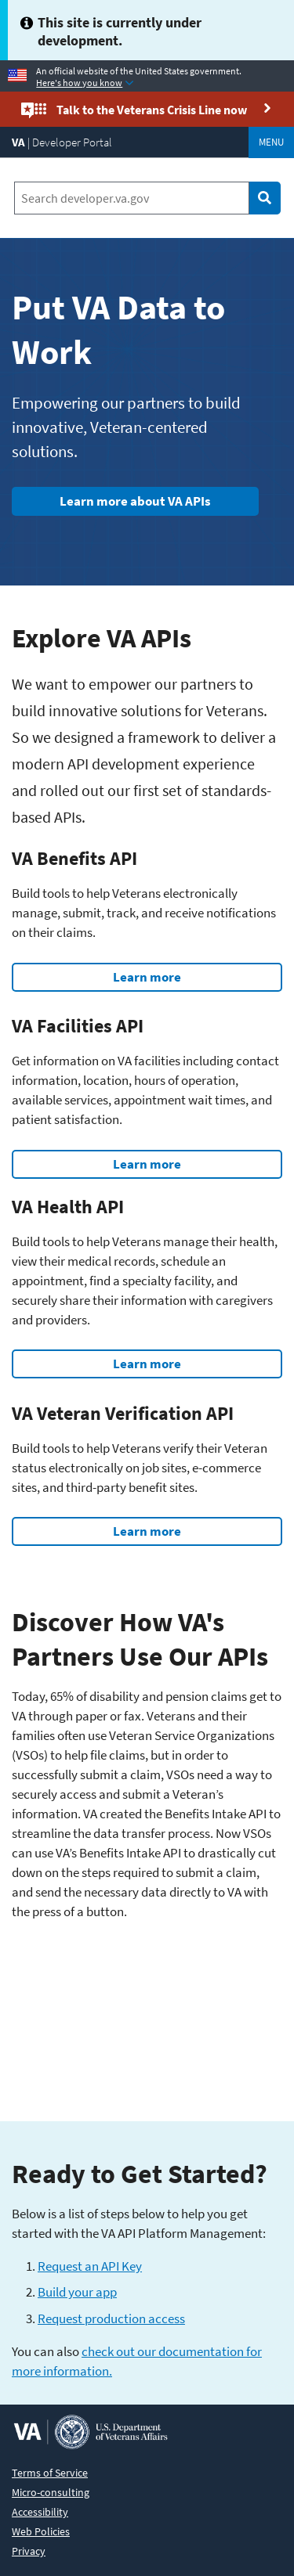 This site is currently under
development.
An official website of the United States government.
Here's how you know
Talk to the Veterans Crisis Line now
VA | Developer Portal
MENU
Search developer.va.gov
Put VA Data to
Work
Empowering our partners to build
innovative, Veteran-centered
solutions.
Learn more about VA APIs
Explore VA APIs
We want to empower our partners to
build innovative solutions for Veterans.
So we designed a framework to deliver a
modern API development experience
and rolled out our first set of standards-
based APIs.
VA Benefits API
Build tools to help Veterans electronically
manage, submit, track, and receive notifications
on their claims.
Learn more
VA Facilities API
Get information on VA facilities including contact
information, location, hours of operation,
available services, appointment wait times, and
patient satisfaction.
Learn more
VA Health API
Build tools to help Veterans manage their health,
view their medical records, schedule an
appointment, find a specialty facility, and
securely share their information with caregivers
and providers.
Learn more
VA Veteran Verification API
Build tools to help Veterans verify their Veteran
status electronically on job sites, e-commerce
sites, and third-party benefit sites.
Learn more
Discover How VA's
Partners Use Our APIs
Today, 65% of disability and pension claims get to
VA through paper or fax. Veterans and their
families often use Veteran Service Organizations
(VSOs) to help file claims, but in order to
successfully submit a claim, VSOs need a way to
securely access and submit a Veteran's
information. VA created the Benefits Intake API to
streamline the data transfer process. Now VSOs
can use VA's Benefits Intake API to drastically cut
down on the steps required to submit a claim,
and send the necessary data directly to VA with
the press of a button.
Ready to Get Started?
Below is a list of steps below to help you get
started with the VA API Platform Management:
1. Request an API Key
2. Build your app
3. Request production access
You can also check out our documentation for
more information.
VA
U.S. Department
of Veterans Affairs
Terms of Service
Micro-consulting
Accessibility
Web Policies
Privacy